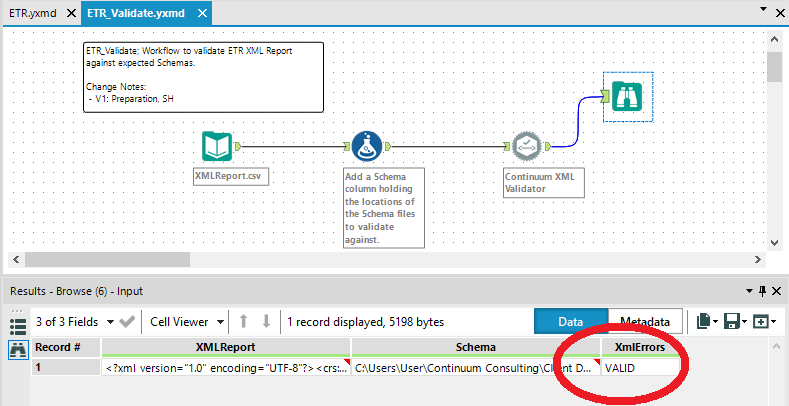 ETR.yxmd
ETR_Validate.yxmd
ETR_Validate; Workflow to validate ETR XML Report
against expected Schemas.
Change Notes:
- V1: Preparation, SH
XMLReport.csv
Add a Schema
column holding
the locations of
the Schema files
to validate
against.
Continuum XML
Validator
Results - Browse (6) - Input
3 of 3 Fields
Cell Viewer
1 record displayed, 5198 bytes
Data
Metadata
Record #
XMLReport
Schema
XmlErrors
1
<?xml version="1.0" encoding="UTF-8"?> <crs:...
C:\Users\User\Continuum Consulting\Client D...
VALID